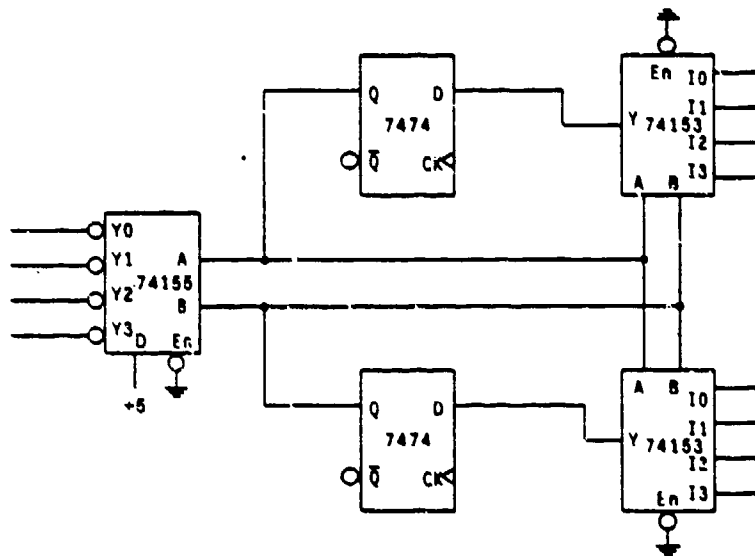 En
I0
Q D
I1
7474
Y 74153
I2
Q̅ CK
I3
A B
Y0
Y1
A
74155
Y2
B
Y3
D En
+5
A B
I0
Q D
I1
7474
Y 74153
I2
Q̅ CK
I3
En